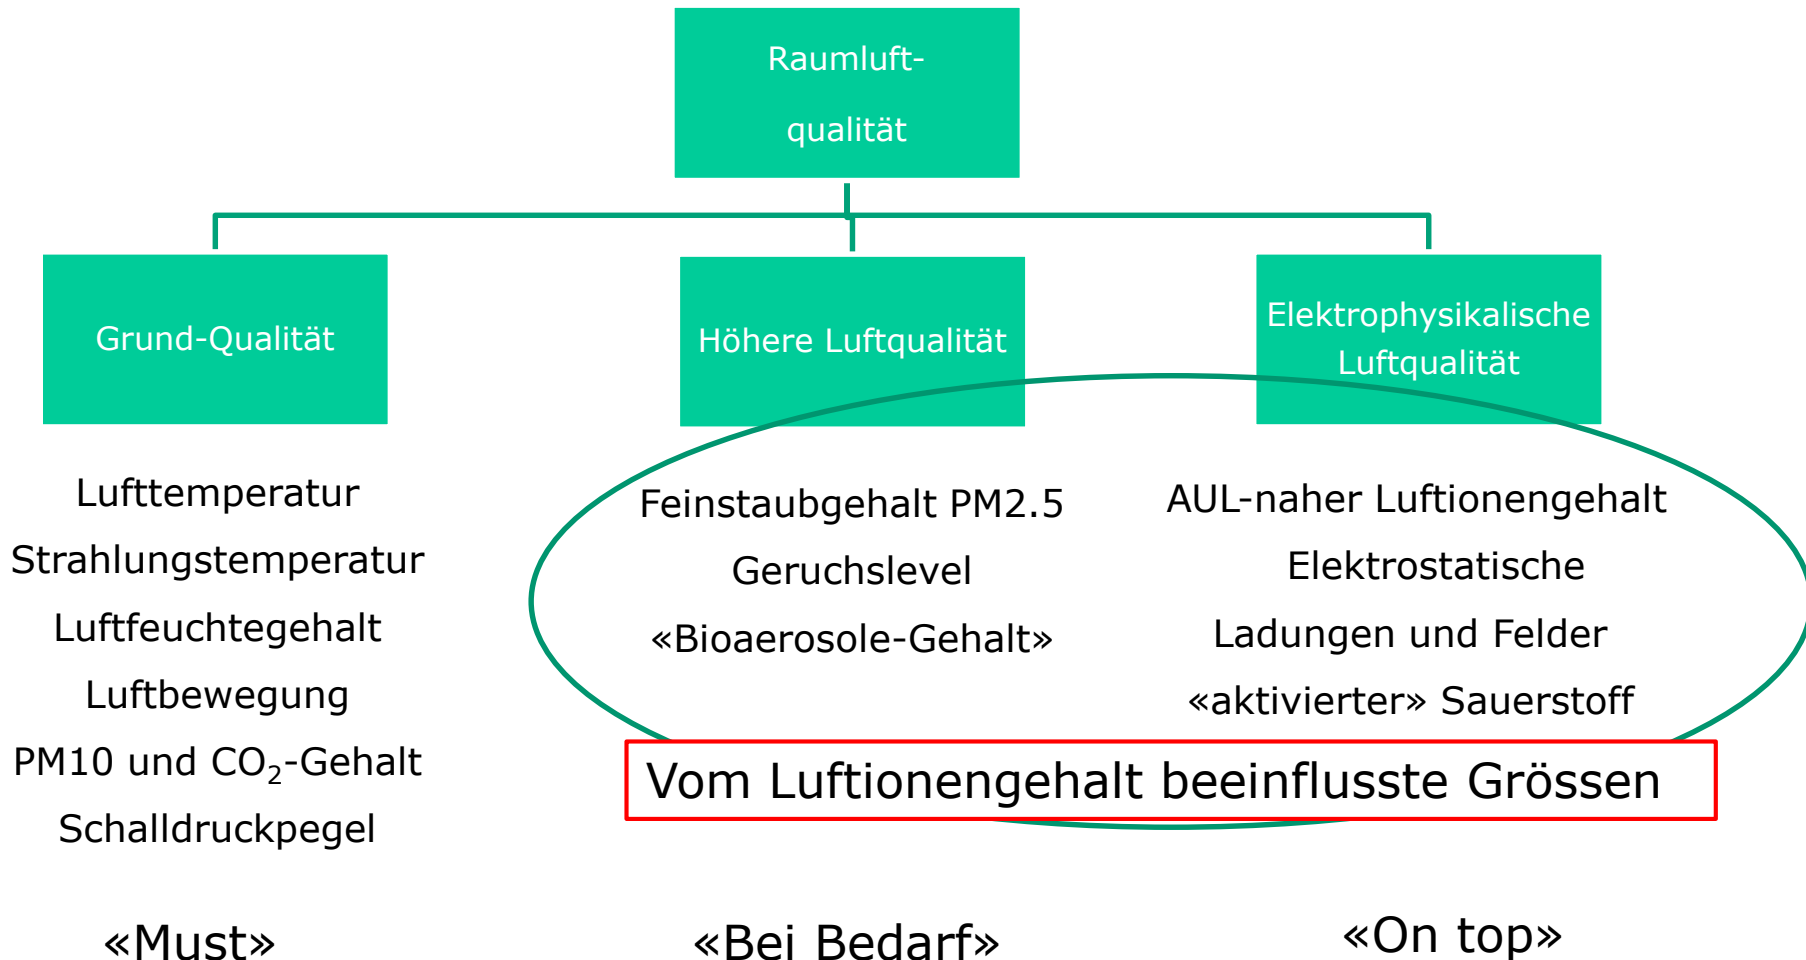 Raumluft-
qualität
Grund-Qualität
Höhere Luftqualität
Elektrophysikalische
Luftqualität
Lufttemperatur
Strahlungstemperatur
Luftfeuchtegehalt
Luftbewegung
PM10 und CO₂-Gehalt
Schalldruckpegel
Feinstaubgehalt PM2.5
Geruchslevel
«Bioaerosole-Gehalt»
AUL-naher Luftionengehalt
Elektrostatische
Ladungen und Felder
«aktivierter» Sauerstoff
Vom Luftionengehalt beeinflusste Grössen
«Must»
«Bei Bedarf»
«On top»